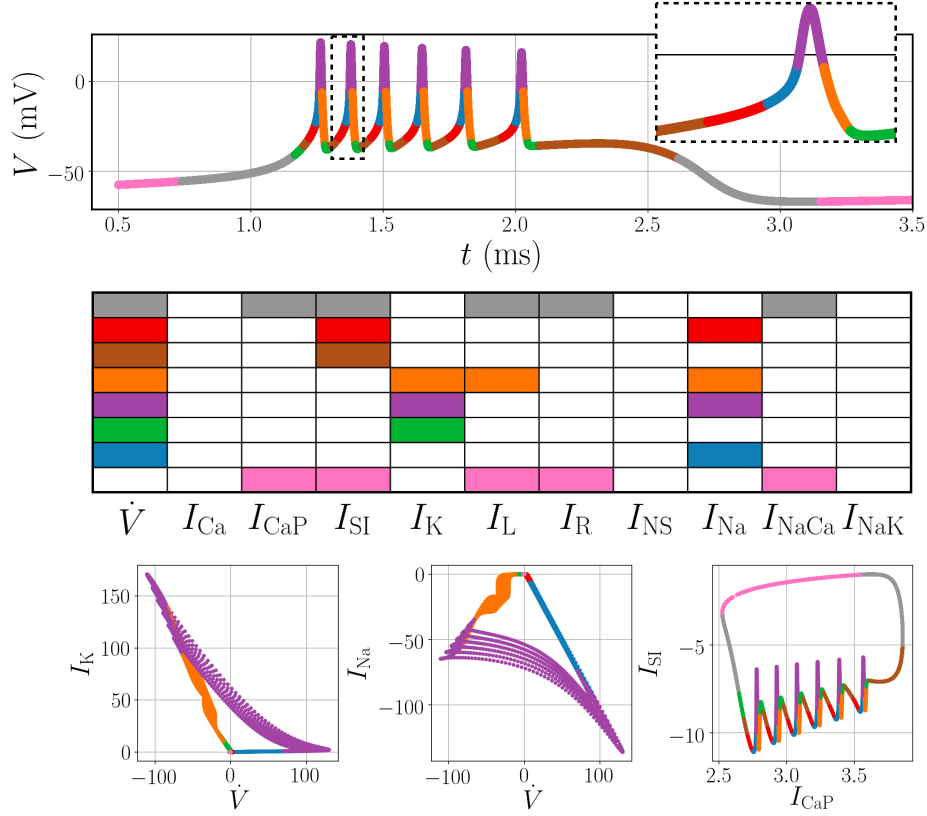 V (mV)
0
−50
0.5 1.0 1.5 2.0 2.5 3.0 3.5
t (ms)
V̇ I_Ca I_CaP I_SI I_K I_L I_R I_NS I_Na I_NaCa I_NaK
I_K
150
100
50
0
−100 0 100
V̇
I_Na
0
−50
−100
−100 0 100
V̇
I_SI
−5
−10
2.5 3.0 3.5
I_CaP